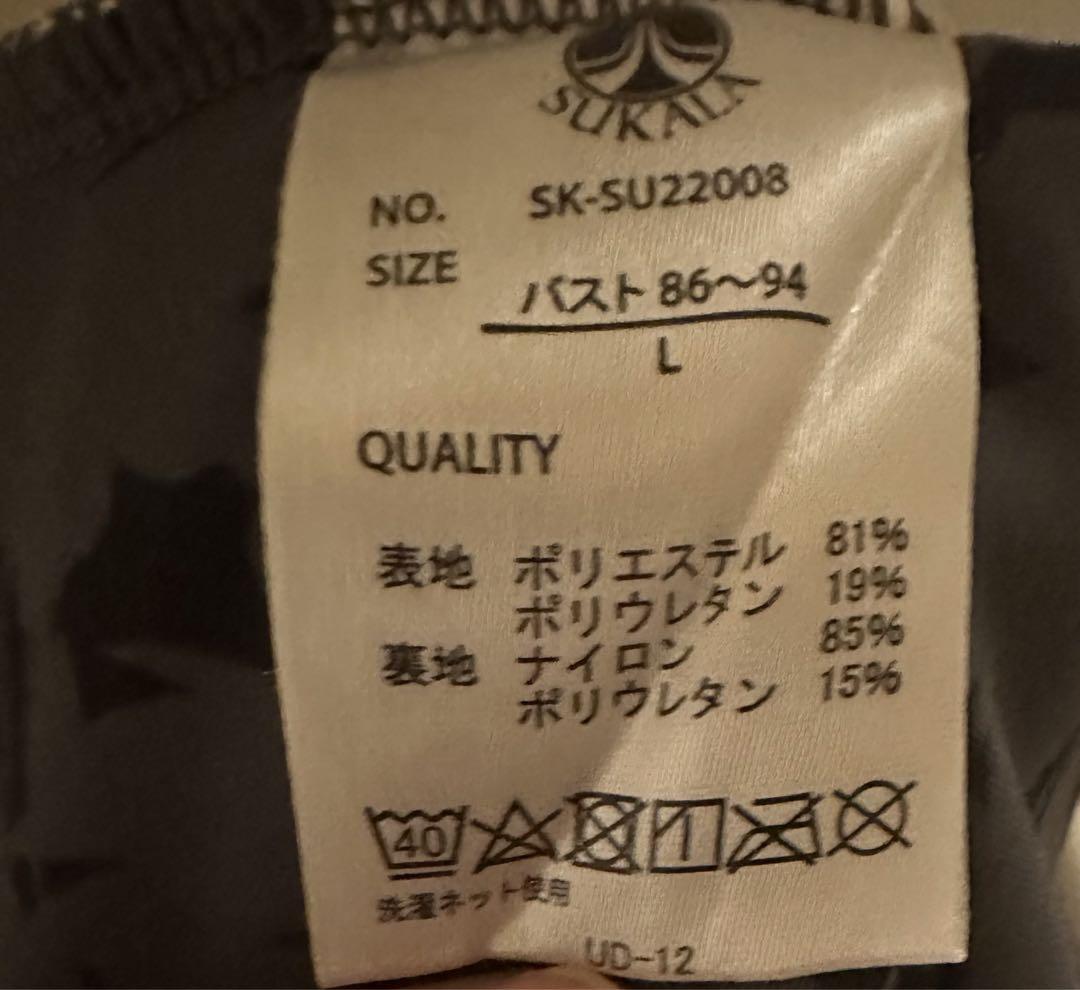 SUKALA
NO. SK-SU22008
SIZE バスト 86〜94
L
QUALITY
表地 ポリエステル 81%
ポリウレタン 19%
裏地 ナイロン 85%
ポリウレタン 15%
40
洗濯ネット使用
UD-12